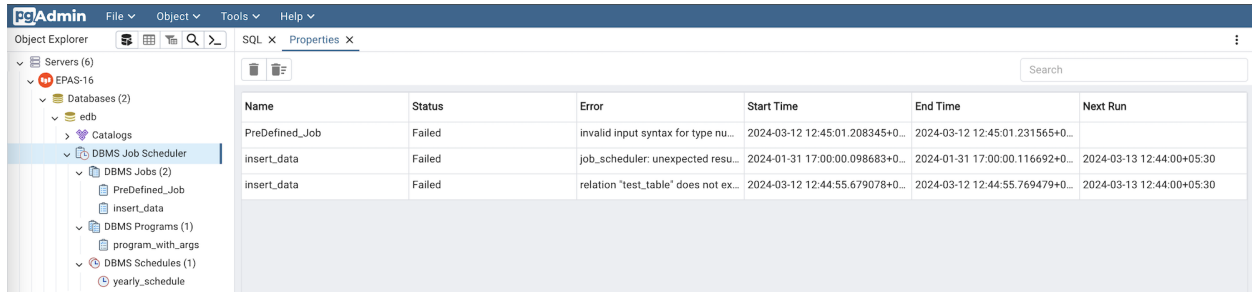 pgAdmin File Object Tools Help
Object Explorer SQL Properties
Servers (6)
EPAS-16
Databases (2)
edb
Catalogs
DBMS Job Scheduler
DBMS Jobs (2)
PreDefined_Job
insert_data
DBMS Programs (1)
program_with_args
DBMS Schedules (1)
yearly_schedule
Search
Name Status Error Start Time End Time Next Run
PreDefined_Job Failed invalid input syntax for type nu... 2024-03-12 12:45:01.208345+0... 2024-03-12 12:45:01.231565+0...
insert_data Failed job_scheduler: unexpected resu... 2024-01-31 17:00:00.098683+0... 2024-01-31 17:00:00.116692+0... 2024-03-13 12:44:00+05:30
insert_data Failed relation "test_table" does not ex... 2024-03-12 12:44:55.679078+0... 2024-03-12 12:44:55.769479+0... 2024-03-13 12:44:00+05:30